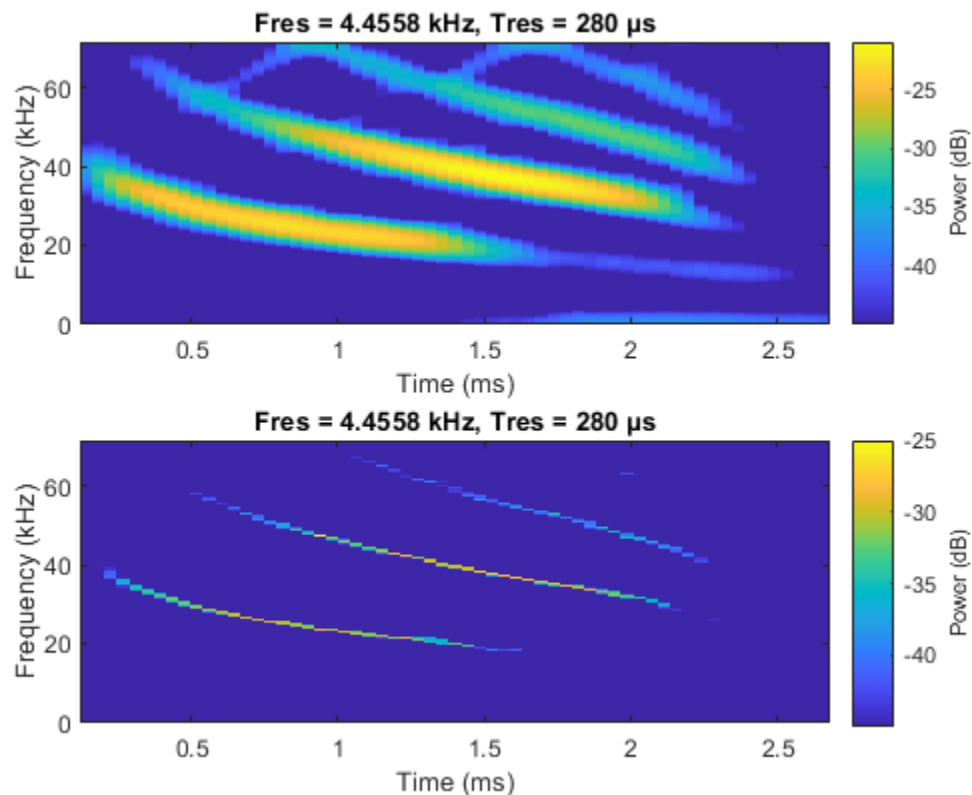 Fres = 4.4558 kHz, Tres = 280 µs
Frequency (kHz)
60
40
20
0
0.5 1 1.5 2 2.5
Time (ms)
-25
-30
-35
-40
Power (dB)
Fres = 4.4558 kHz, Tres = 280 µs
Frequency (kHz)
60
40
20
0
0.5 1 1.5 2 2.5
Time (ms)
-25
-30
-35
-40
Power (dB)